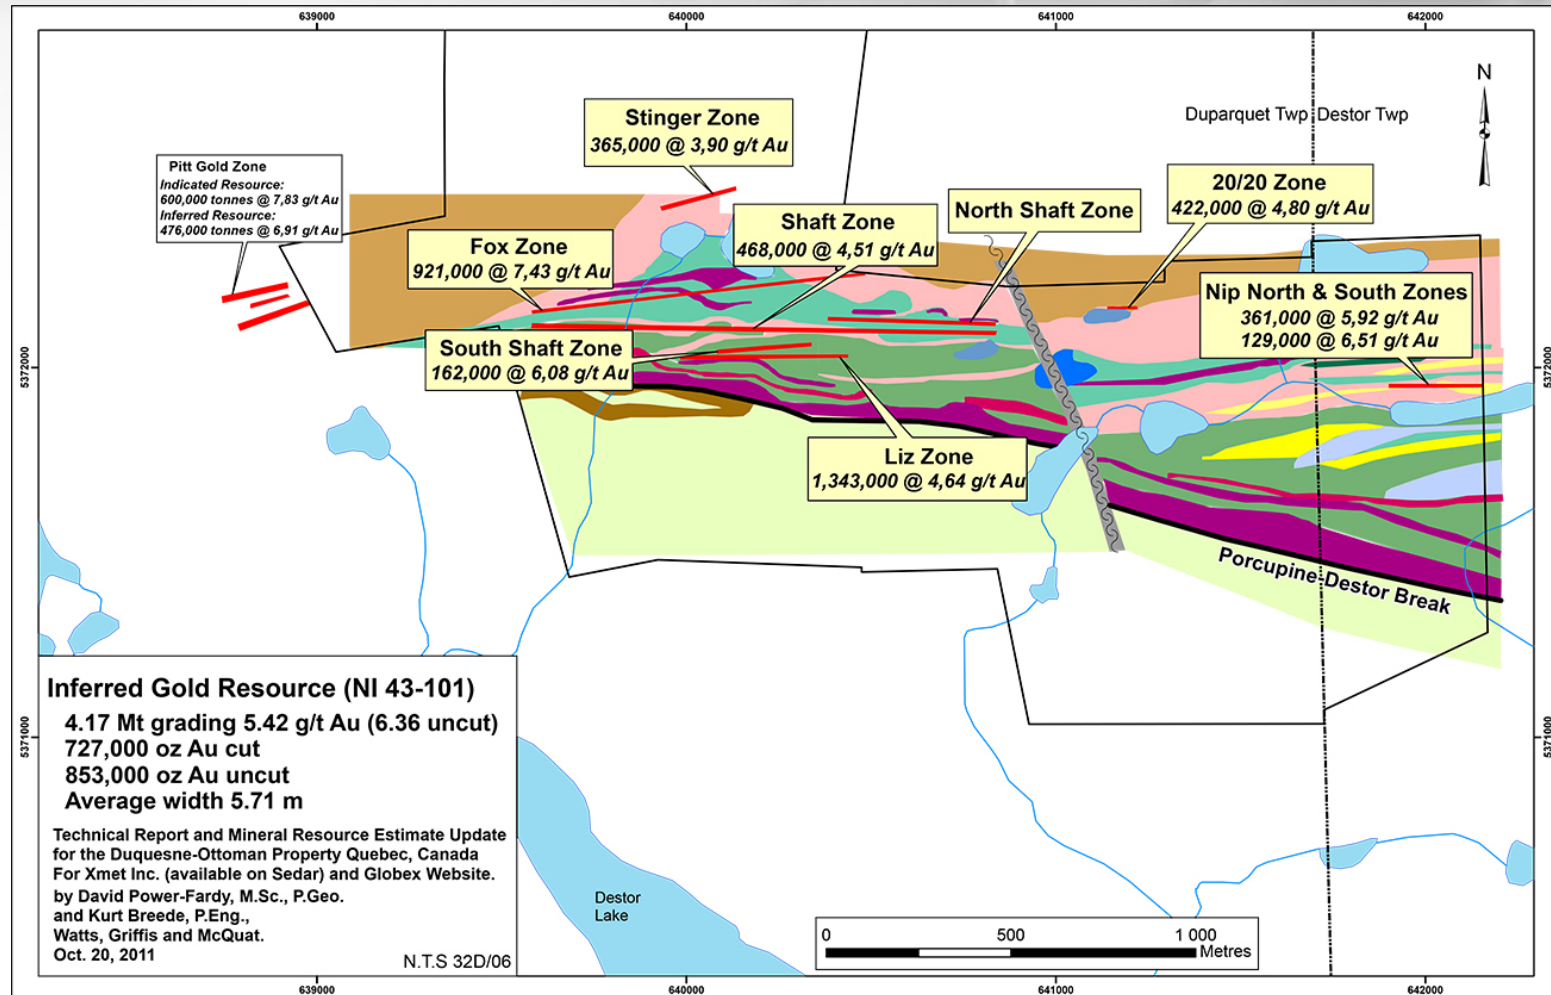 639000
640000
641000
642000
N
Duparquet Twp
Destor Twp
Stinger Zone
365,000 @ 3,90 g/t Au
Pitt Gold Zone
Indicated Resource:
600,000 tonnes @ 7,83 g/t Au
Inferred Resource:
476,000 tonnes @ 6,91 g/t Au
20/20 Zone
422,000 @ 4,80 g/t Au
North Shaft Zone
Shaft Zone
468,000 @ 4,51 g/t Au
Fox Zone
921,000 @ 7,43 g/t Au
Nip North & South Zones
361,000 @ 5,92 g/t Au
129,000 @ 6,51 g/t Au
South Shaft Zone
162,000 @ 6,08 g/t Au
5372000
5372000
Liz Zone
1,343,000 @ 4,64 g/t Au
Porcupine-Destor Break
Inferred Gold Resource (NI 43-101)
4.17 Mt grading 5.42 g/t Au (6.36 uncut)
727,000 oz Au cut
853,000 oz Au uncut
Average width 5.71 m
5371000
5371000
Technical Report and Mineral Resource Estimate Update
for the Duquesne-Ottoman Property Quebec, Canada
For Xmet Inc. (available on Sedar) and Globex Website.
by David Power-Fardy, M.Sc., P.Geo.
and Kurt Breede, P.Eng.,
Watts, Griffis and McQuat.
Oct. 20, 2011
N.T.S 32D/06
Destor
Lake
0
500
1 000
Metres
639000
640000
641000
642000